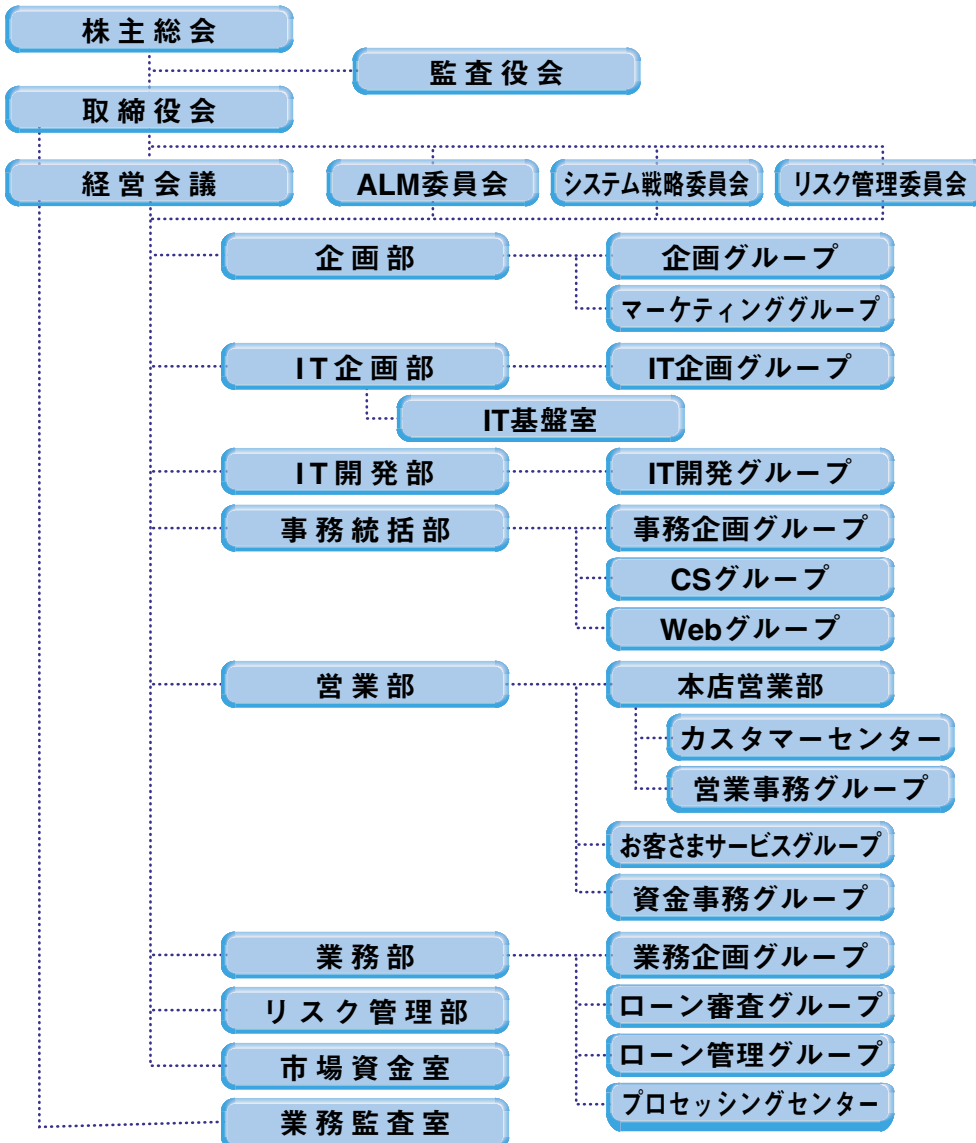 株主総会
監査役会
取締役会
経営会議
ALM委員会
システム戦略委員会
リスク管理委員会
企画部
企画グループ
マーケティンググループ
IT企画部
IT企画グループ
IT基盤室
IT開発部
IT開発グループ
事務統括部
事務企画グループ
CSグループ
Webグループ
営業部
本店営業部
カスタマーセンター
営業事務グループ
お客さまサービスグループ
資金事務グループ
業務部
業務企画グループ
リスク管理部
ローン審査グループ
市場資金室
ローン管理グループ
業務監査室
プロセッシングセンター